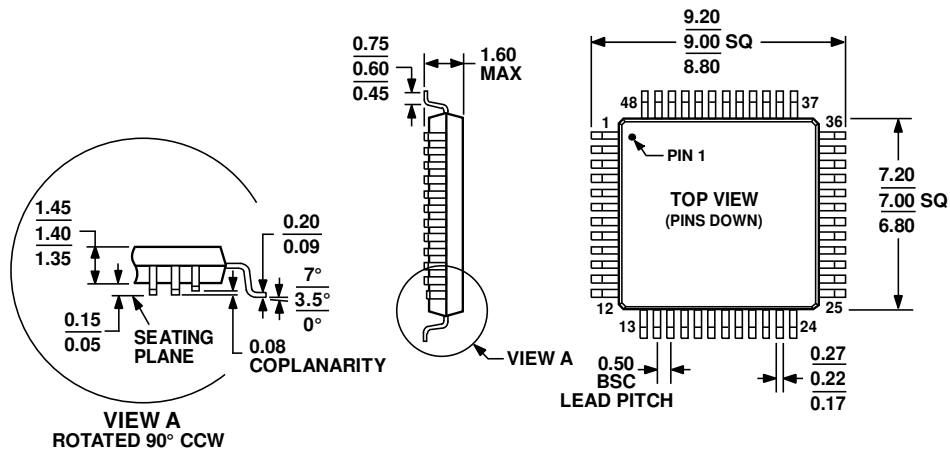 0.75
0.60
0.45
1.60
MAX
9.20
9.00 SQ
8.80
48
37
1
36
PIN 1
TOP VIEW
(PINS DOWN)
7.20
7.00 SQ
6.80
12
25
13
24
VIEW A
0.50
BSC
LEAD PITCH
0.27
0.22
0.17
1.45
1.40
1.35
0.20
0.09
7°
3.5°
0°
0.15
0.05
SEATING
PLANE
0.08
COPLANARITY
VIEW A
ROTATED 90° CCW